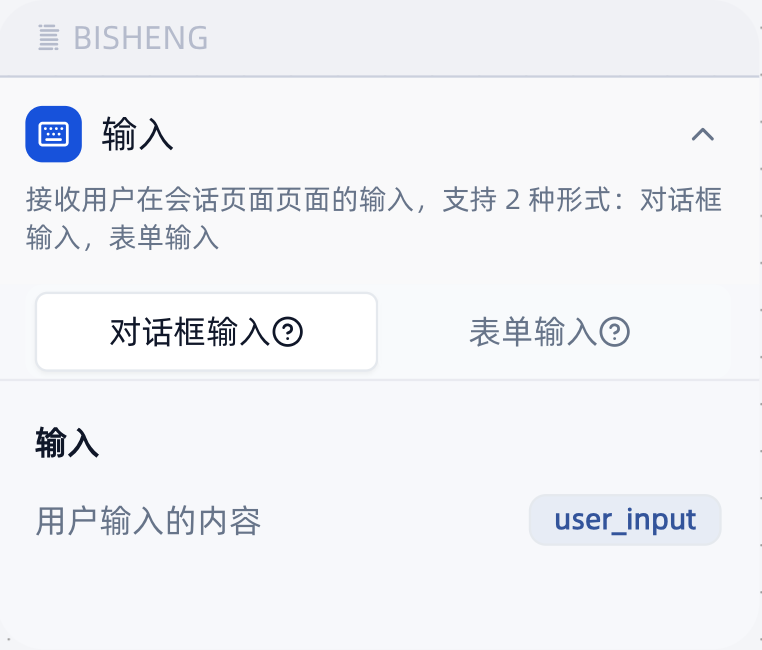 BISHENG
输入
接收用户在会话页面页面的输入，支持 2 种形式：对话框
输入，表单输入
对话框输入?
表单输入?
输入
用户输入的内容
user_input